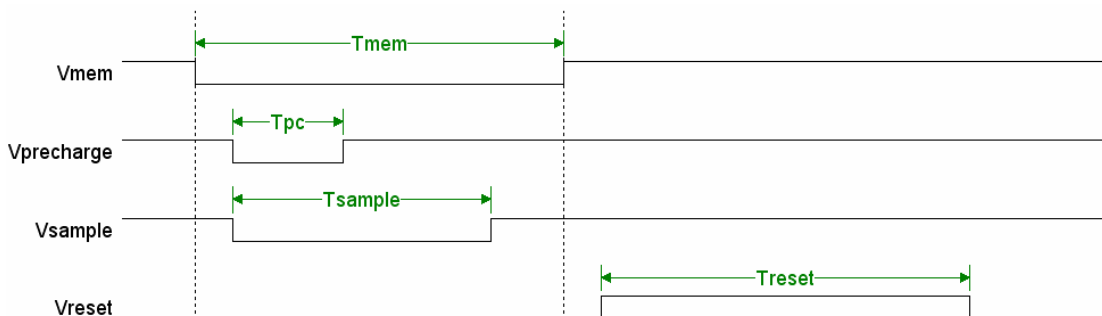 Tmem
Vmem
Tpc
Vprecharge
Tsample
Vsample
Treset
Vreset